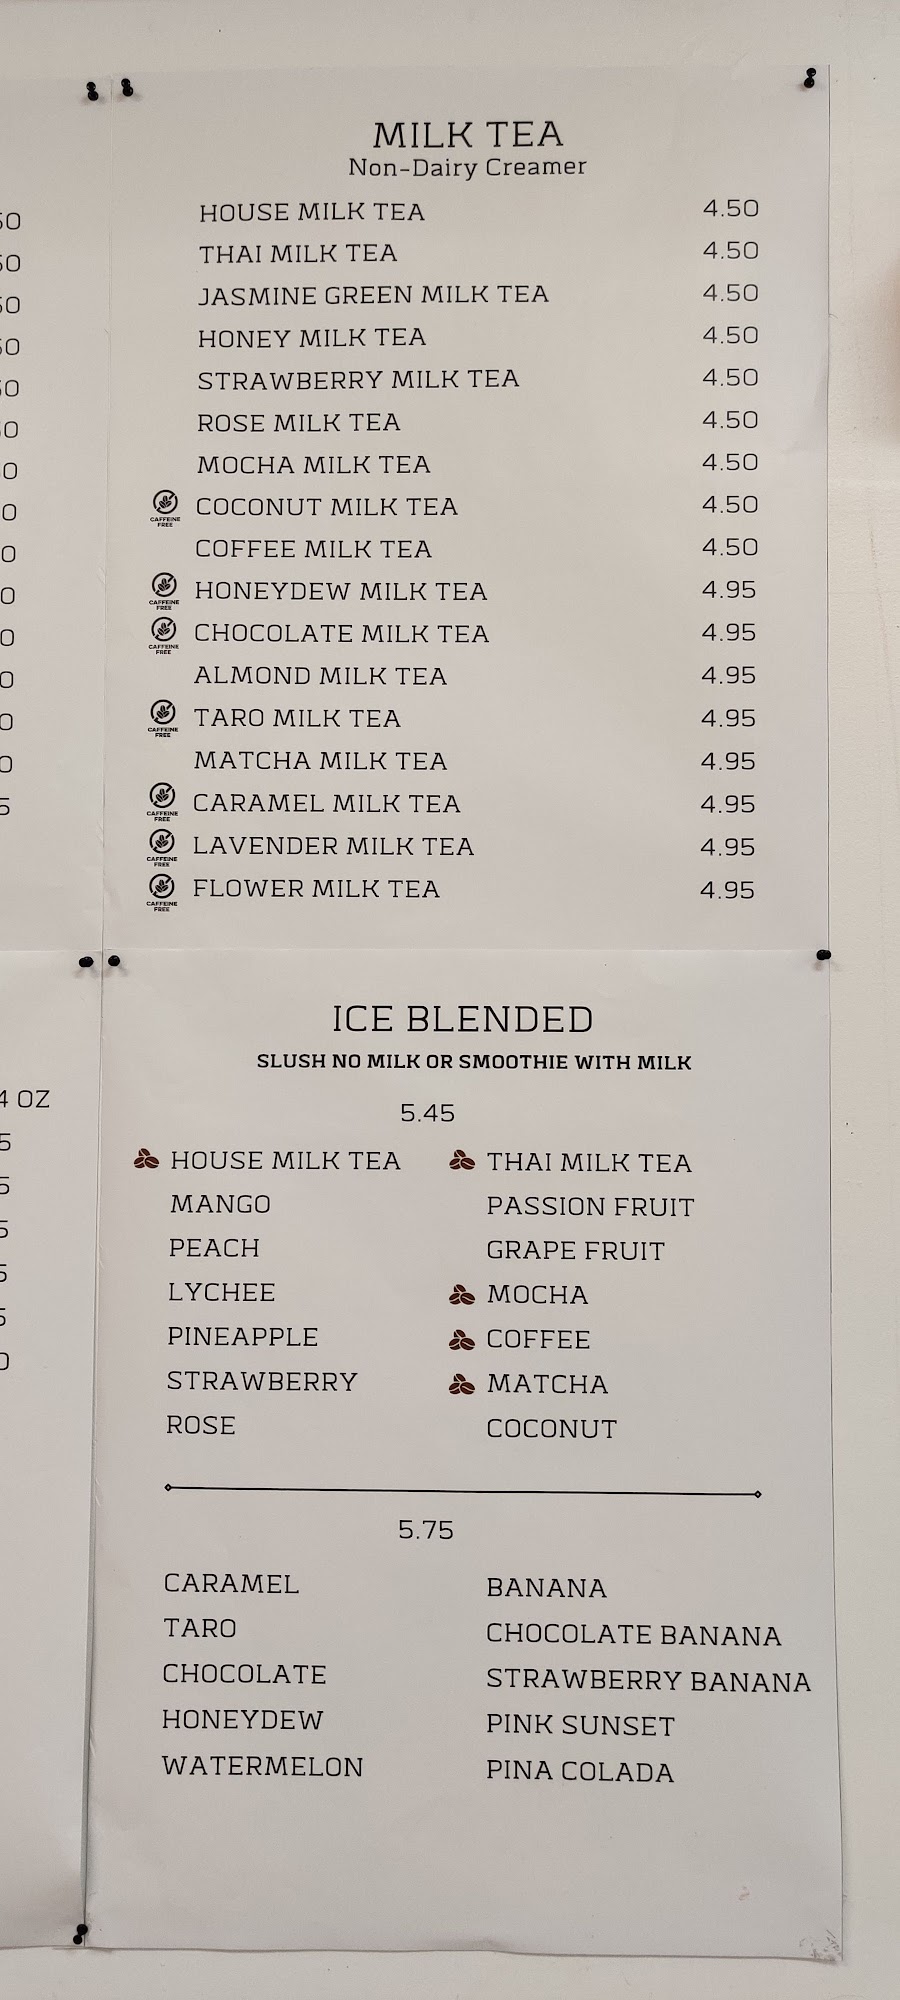 MILK TEA
Non-Dairy Creamer
HOUSE MILK TEA 4.50
THAI MILK TEA 4.50
JASMINE GREEN MILK TEA 4.50
HONEY MILK TEA 4.50
STRAWBERRY MILK TEA 4.50
ROSE MILK TEA 4.50
MOCHA MILK TEA 4.50
CAFFEINE FREE COCONUT MILK TEA 4.50
COFFEE MILK TEA 4.50
CAFFEINE FREE HONEYDEW MILK TEA 4.95
CAFFEINE FREE CHOCOLATE MILK TEA 4.95
ALMOND MILK TEA 4.95
CAFFEINE FREE TARO MILK TEA 4.95
MATCHA MILK TEA 4.95
CAFFEINE FREE CARAMEL MILK TEA 4.95
CAFFEINE FREE LAVENDER MILK TEA 4.95
CAFFEINE FREE FLOWER MILK TEA 4.95
ICE BLENDED
SLUSH NO MILK OR SMOOTHIE WITH MILK
5.45
HOUSE MILK TEA THAI MILK TEA
MANGO PASSION FRUIT
PEACH GRAPE FRUIT
LYCHEE MOCHA
PINEAPPLE COFFEE
STRAWBERRY MATCHA
ROSE COCONUT
5.75
CARAMEL BANANA
TARO CHOCOLATE BANANA
CHOCOLATE STRAWBERRY BANANA
HONEYDEW PINK SUNSET
WATERMELON PINA COLADA